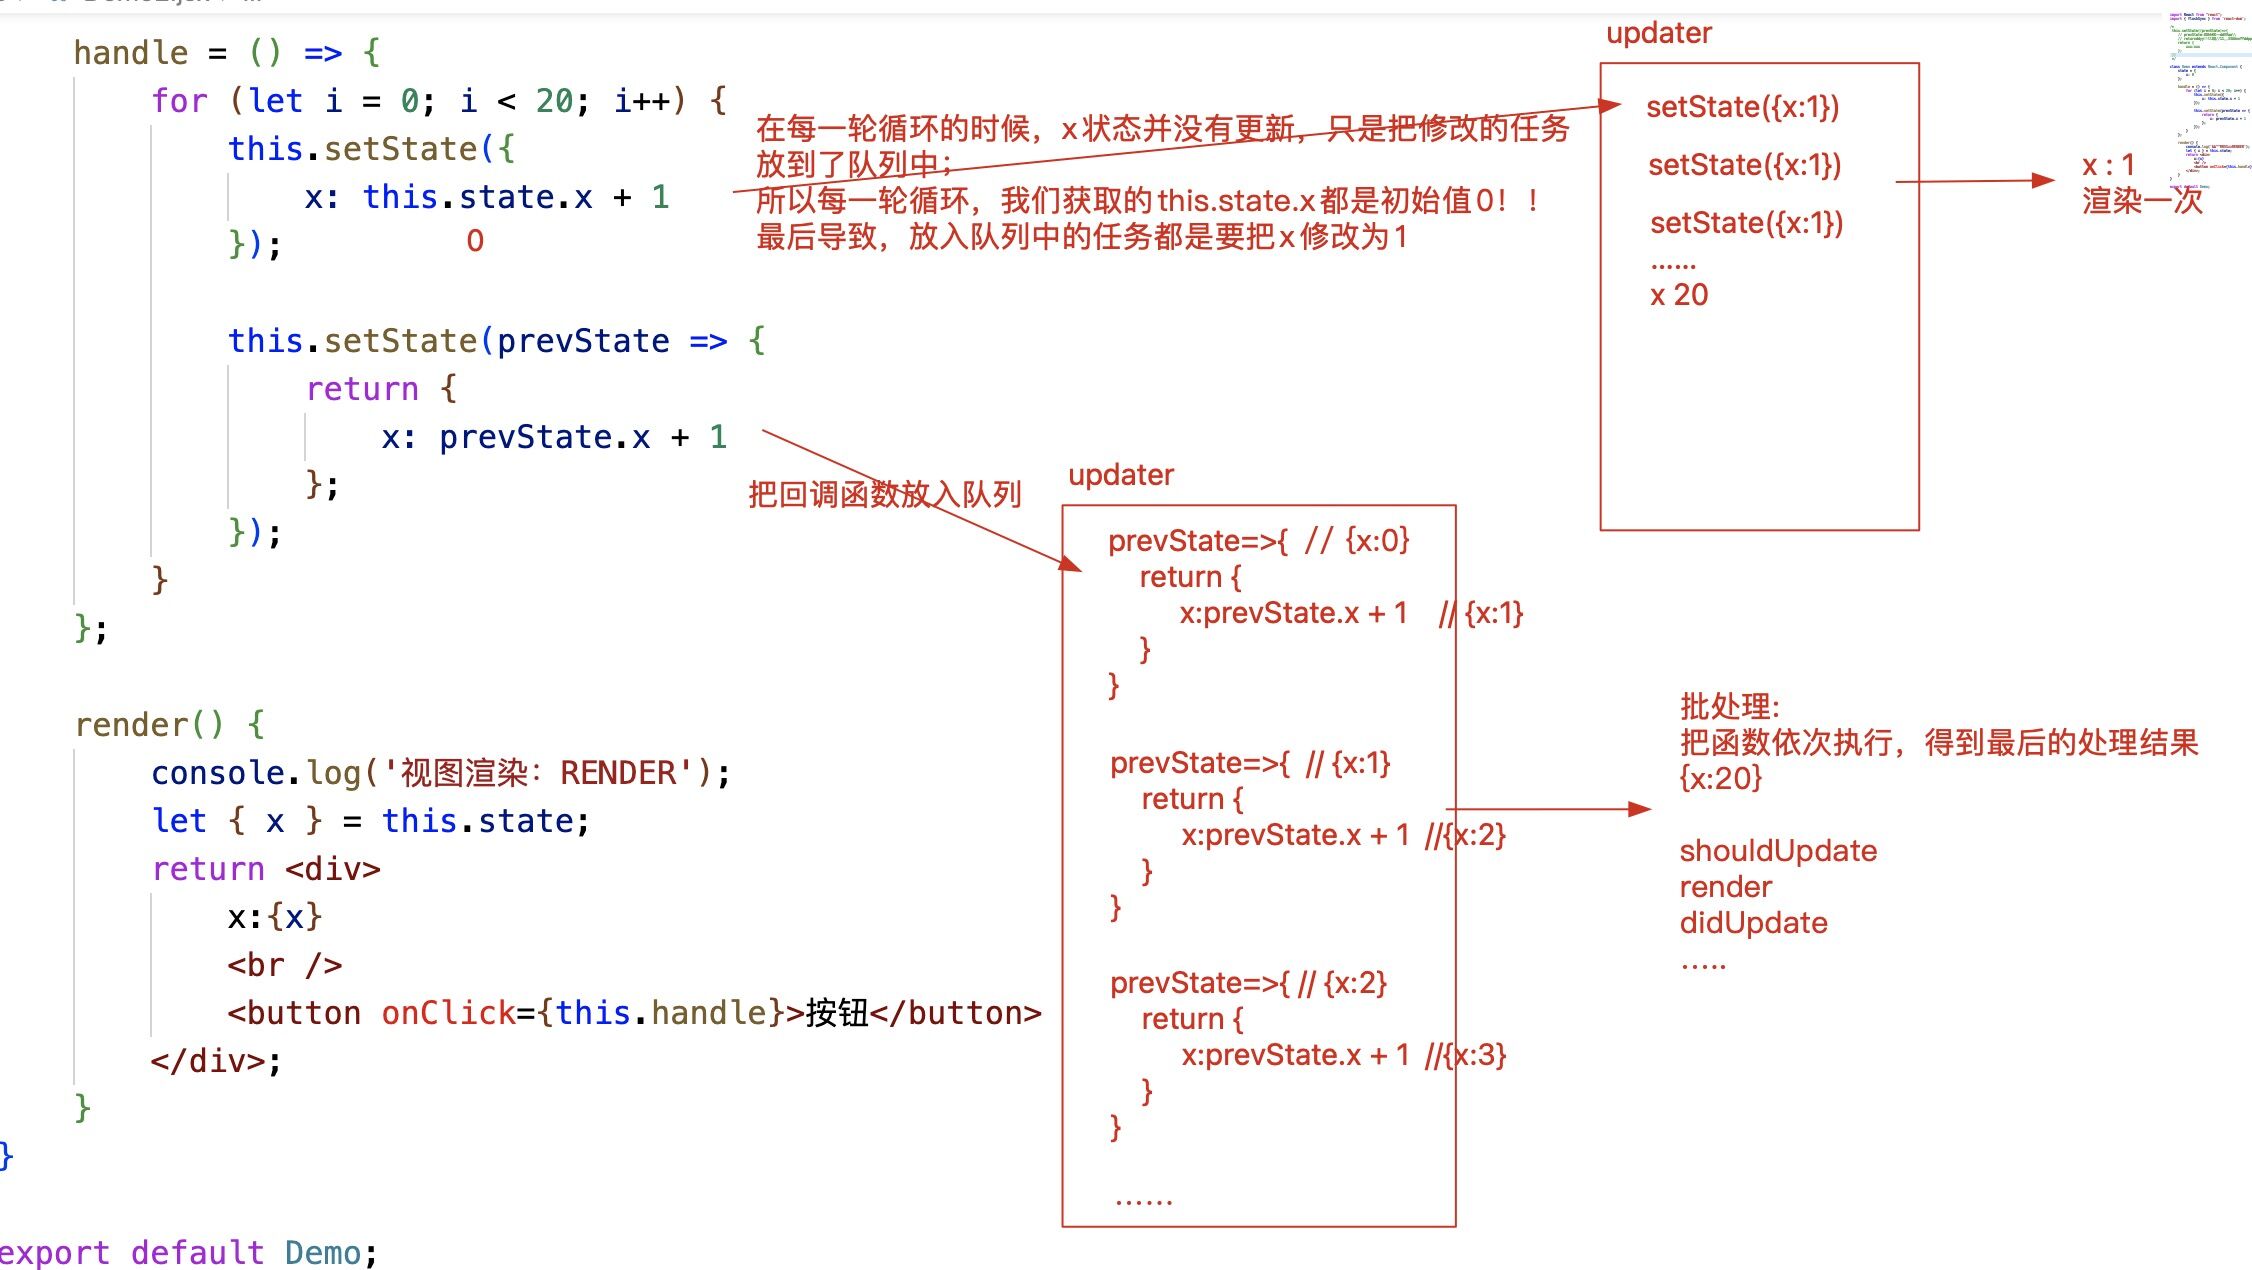 handle = () => {
for (let i = 0; i < 20; i++) {
this.setState({
x: this.state.x + 1
});
0
this.setState(prevState => {
return {
x: prevState.x + 1
};
});
}
};
render() {
console.log('视图渲染：RENDER');
let { x } = this.state;
return <div>
x:{x}
<br />
<button onClick={this.handle}>按钮</button>
</div>;
}
}
export default Demo;
在每一轮循环的时候，x状态并没有更新，只是把修改的任务
放到了队列中；
所以每一轮循环，我们获取的this.state.x都是初始值0！！
最后导致，放入队列中的任务都是要把x修改为1
updater
setState({x:1})
setState({x:1})
setState({x:1})
……
x 20
x : 1
渲染一次
把回调函数放入队列
updater
prevState=>{ // {x:0}
return {
x:prevState.x + 1 // {x:1}
}
}
prevState=>{ // {x:1}
return {
x:prevState.x + 1 //{x:2}
}
}
prevState=>{ // {x:2}
return {
x:prevState.x + 1 //{x:3}
}
}
……
批处理:
把函数依次执行，得到最后的处理结果
{x:20}
shouldUpdate
render
didUpdate
…..